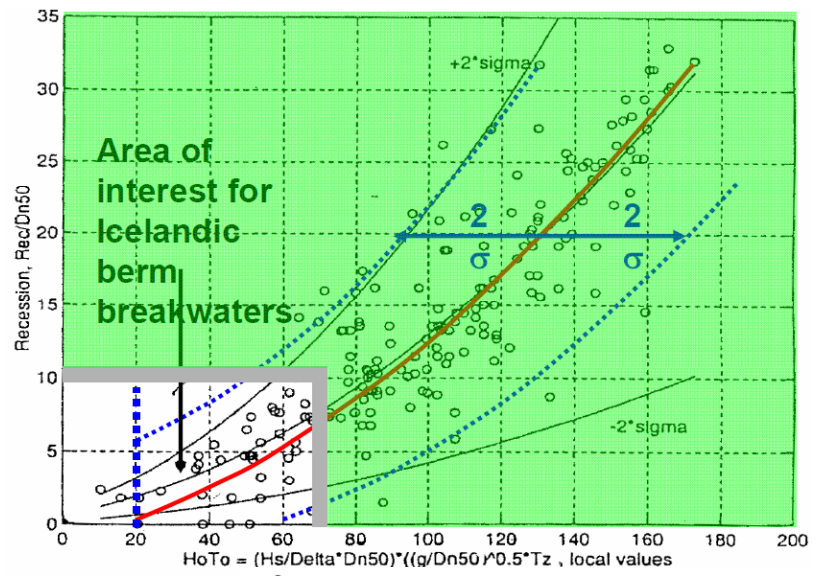 35
30
25
20
15
10
5
0
Recession, Rec/Dn50
+2*sigma
Area of
interest for
Icelandic
berm
breakwaters
2
2
σ
σ
-2*sigma
0
20
40
60
80
100
120
140
160
180
200
HoTo = (Hs/Delta*Dn50)*((g/Dn50)^0.5*Tz , local values